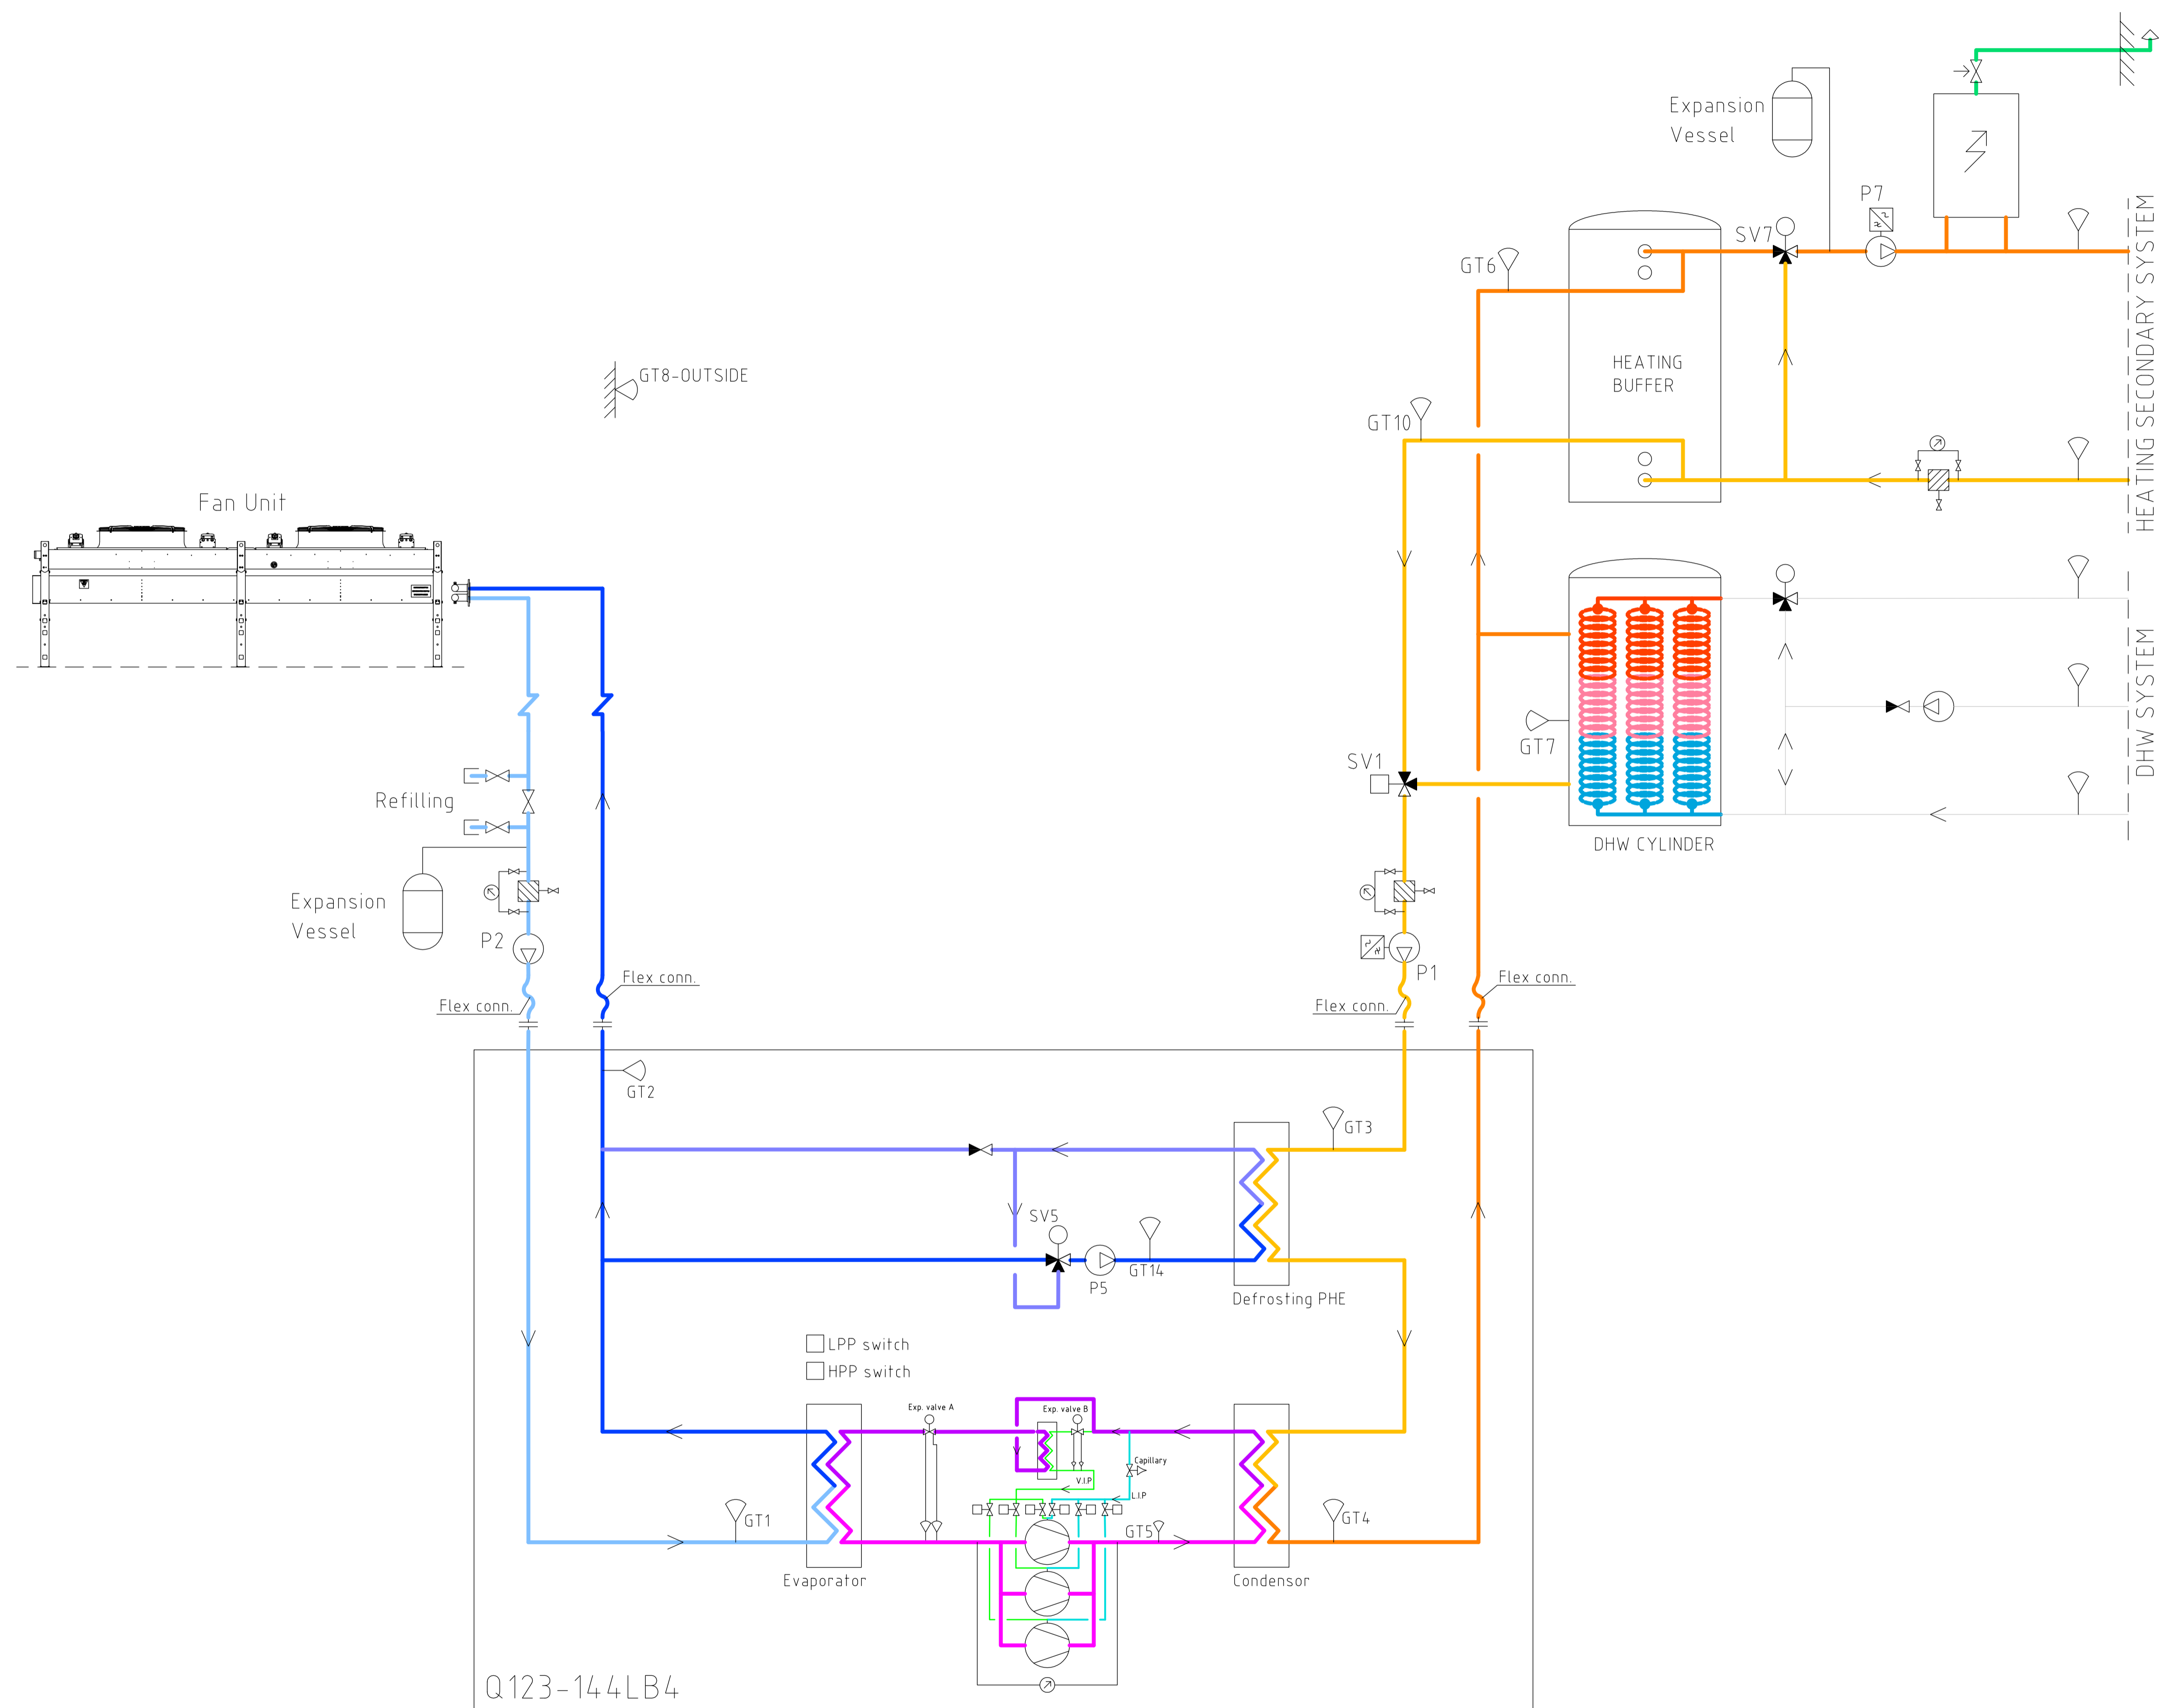 Expansion
Vessel
P7
SV7
GT6
HEATING SECONDARY SYSTEM
HEATING
BUFFER
GT8-OUTSIDE
GT10
Fan Unit
GT7
SV1
DHW SYSTEM
Refilling
DHW CYLINDER
Expansion
Vessel
P2
P1
Flex conn.
Flex conn.
Flex conn.
Flex conn.
GT2
GT3
SV5
GT14
P5
Defrosting PHE
LPP switch
HPP switch
Exp. valve A
Exp. valve B
Capillary
V.I.P
L.I.P
GT1
GT5
GT4
Evaporator
Condensor
Q123-144LB4